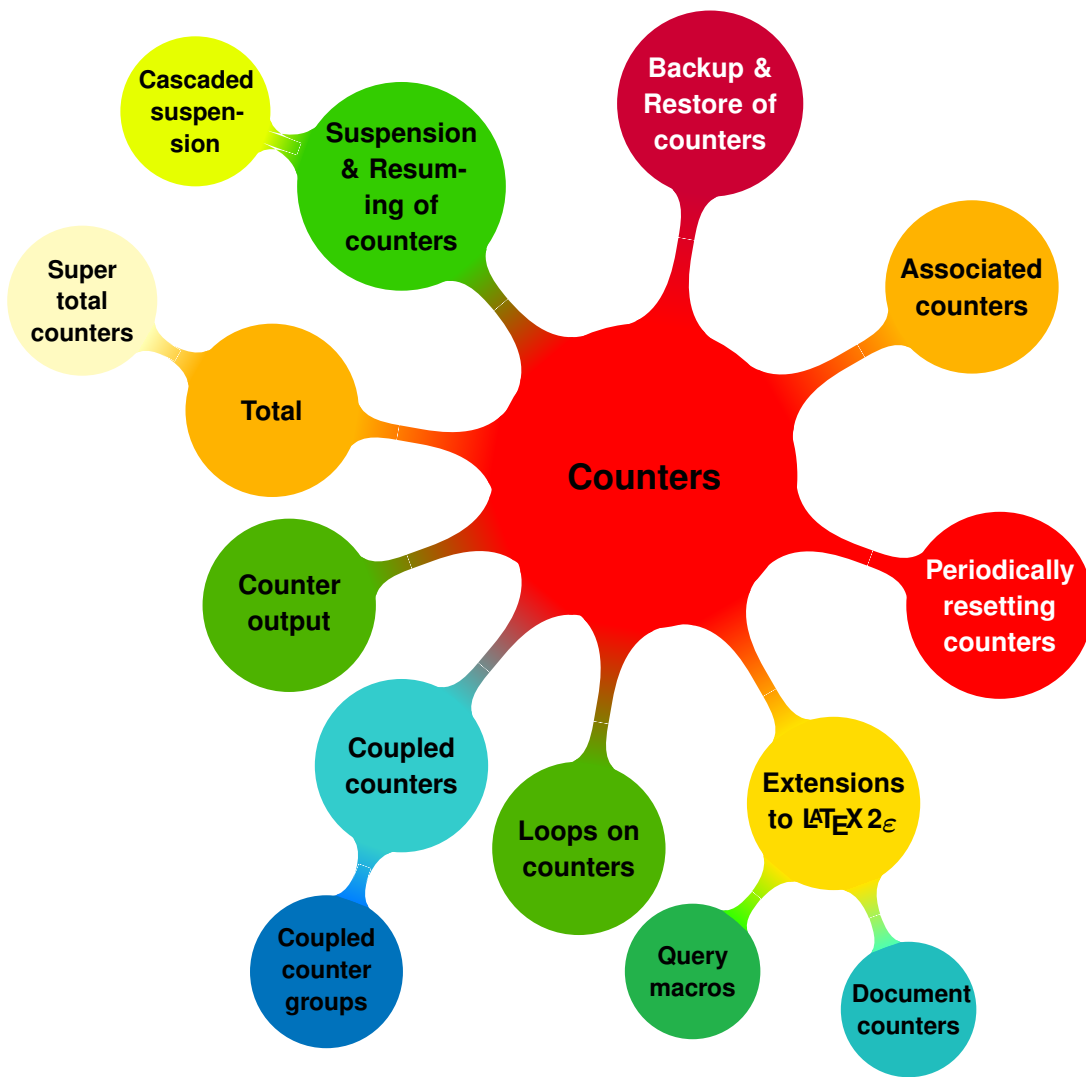 Backup &
Restore of
counters
Cascaded
suspen-
sion
Suspension
& Resum-
ing of
counters
Associated
counters
Super
total
counters
Total
Counters
Counter
output
Periodically
resetting
counters
Coupled
counters
Extensions
to LATEX 2ε
Loops on
counters
Coupled
counter
groups
Query
macros
Document
counters